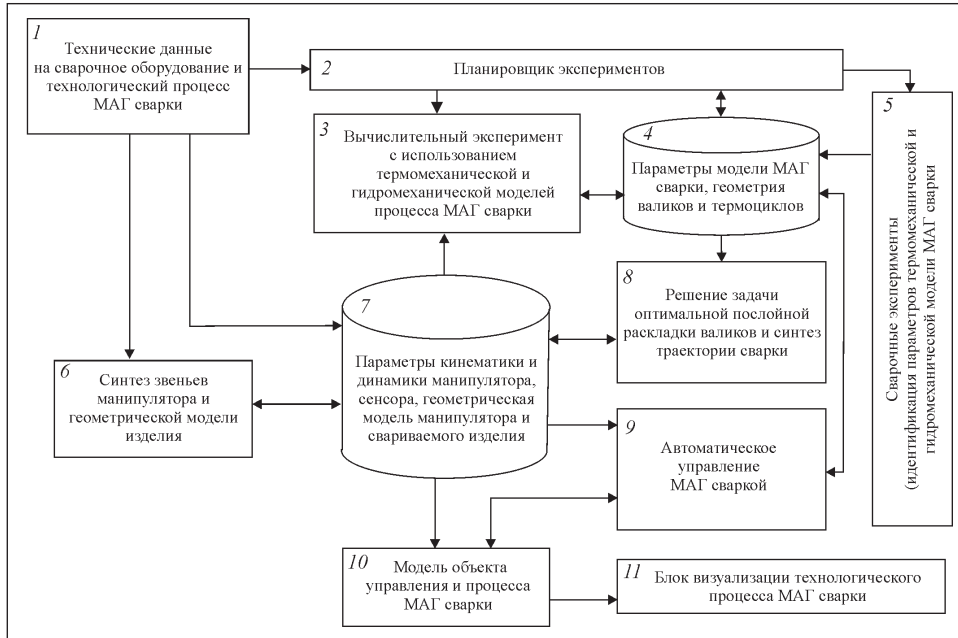 1
Технические данные
на сварочное оборудование и
технологический процесс
МАГ сварки
2
Планировщик экспериментов
3
Вычислительный эксперимент
с использованием
термомеханической и
гидромеханической моделей
процесса МАГ сварки
4
Параметры модели МАГ
сварки, геометрия
валиков и термоциклов
5
Сварочные эксперименты
(идентификация параметров термомеханической и
гидромеханической модели МАГ сварки
6
Синтез звеньев
манипулятора и
геометрической модели
изделия
7
Параметры кинематики и
динамики манипулятора,
сенсора, геометрическая
модель манипулятора и
свариваемого изделия
8
Решение задачи
оптимальной послойной
раскладки валиков и синтез
траектории сварки
9
Автоматическое
управление
МАГ сваркой
10
Модель объекта
управления и процесса
МАГ сварки
11
Блок визуализации технологического
процесса МАГ сварки